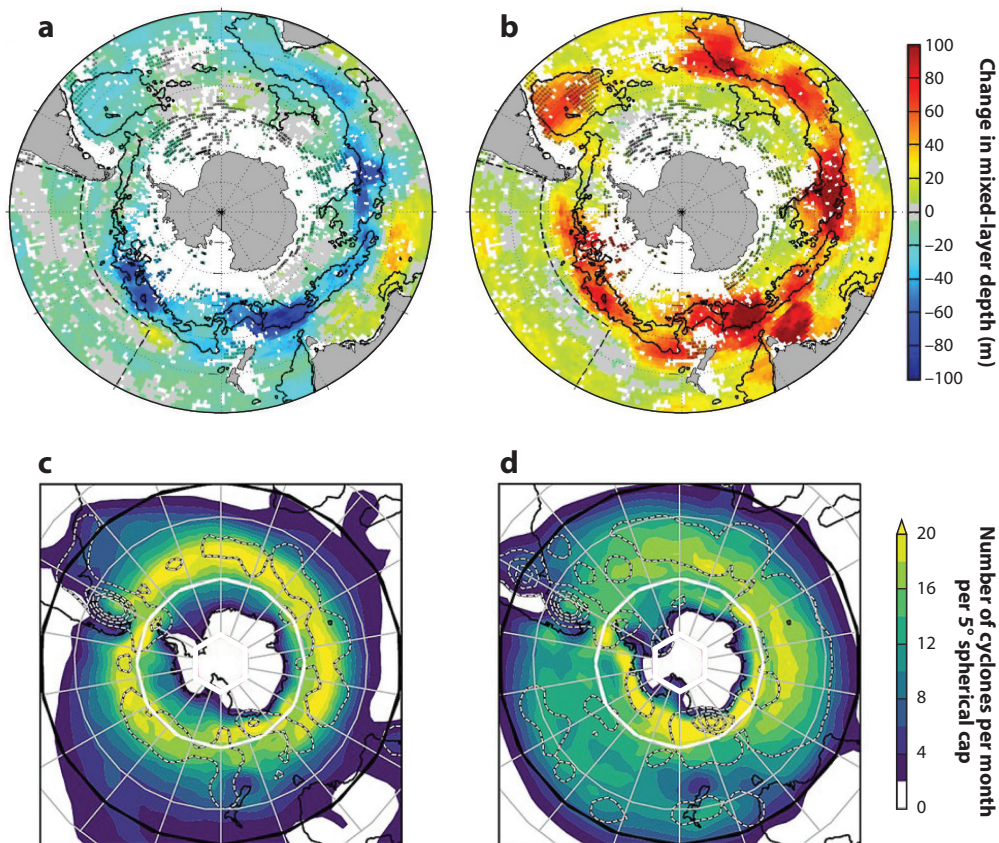 a
b
100
80
60
40
20
0
−20
−40
−60
−80
−100
Change in mixed-layer depth (m)
c
d
20
16
12
8
4
0
Number of cyclones per month
per 5° spherical cap